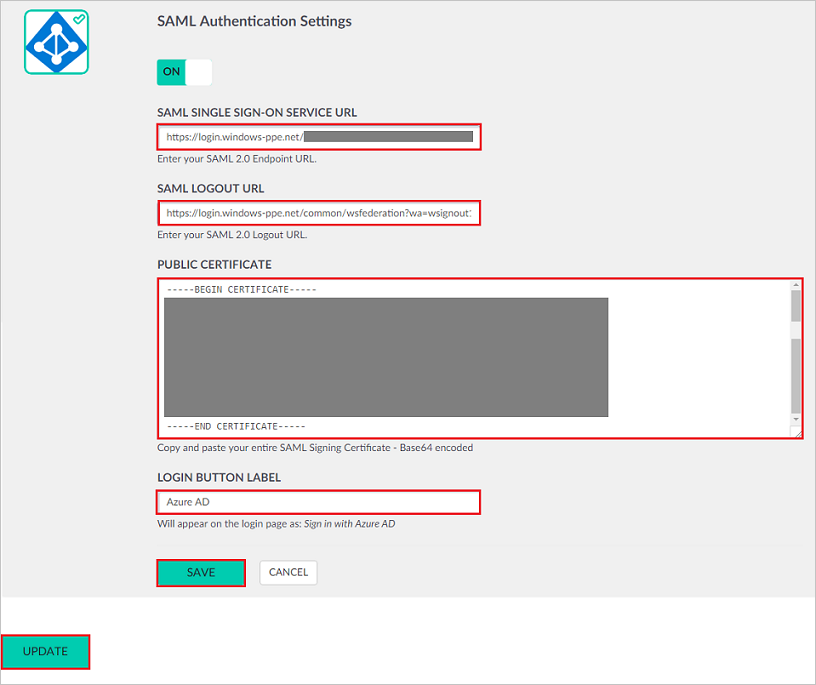 SAML Authentication Settings
ON
SAML SINGLE SIGN-ON SERVICE URL
https://login.windows-ppe.net/
Enter your SAML 2.0 Endpoint URL.
SAML LOGOUT URL
https://login.windows-ppe.net/common/wsfederation?wa=wsignout1
Enter your SAML 2.0 Logout URL.
PUBLIC CERTIFICATE
-----BEGIN CERTIFICATE-----
-----END CERTIFICATE-----
Copy and paste your entire SAML Signing Certificate - Base64 encoded
LOGIN BUTTON LABEL
Azure AD
Will appear on the login page as: Sign in with Azure AD
SAVE
CANCEL
UPDATE